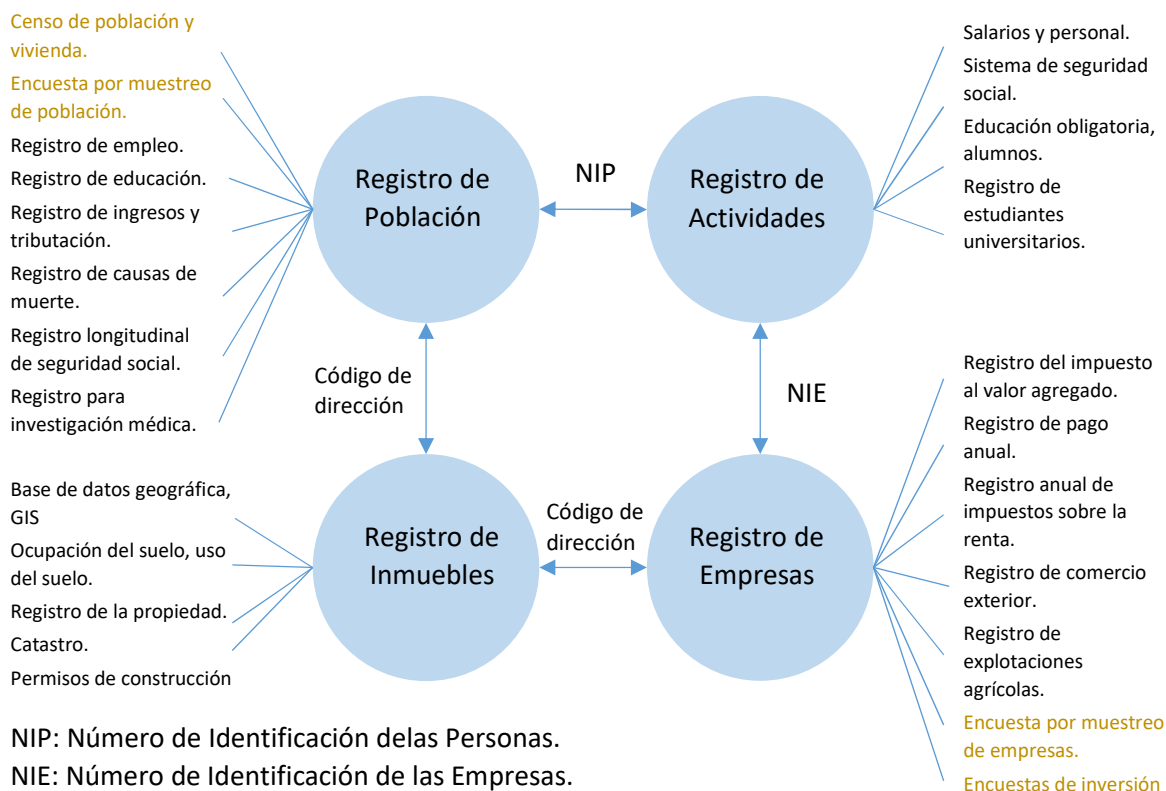 Censo de población y
vivienda.
Encuesta por muestreo
de población.
Registro de empleo.
Registro de educación.
Registro de ingresos y
tributación.
Registro de causas de
muerte.
Registro longitudinal
de seguridad social.
Registro para
investigación médica.
Registro de
Población
NIP
Registro de
Actividades
Salarios y personal.
Sistema de seguridad
social.
Educación obligatoria,
alumnos.
Registro de
estudiantes
universitarios.
Código de
dirección
NIE
Base de datos geográfica,
GIS
Ocupación del suelo, uso
del suelo.
Registro de la propiedad.
Catastro.
Permisos de construcción
Registro de
Inmuebles
Código de
dirección
Registro de
Empresas
Registro del impuesto
al valor agregado.
Registro de pago
anual.
Registro anual de
impuestos sobre la
renta.
Registro de comercio
exterior.
Registro de
explotaciones
agrícolas.
Encuesta por muestreo
de empresas.
Encuestas de inversión
NIP: Número de Identificación delas Personas.
NIE: Número de Identificación de las Empresas.